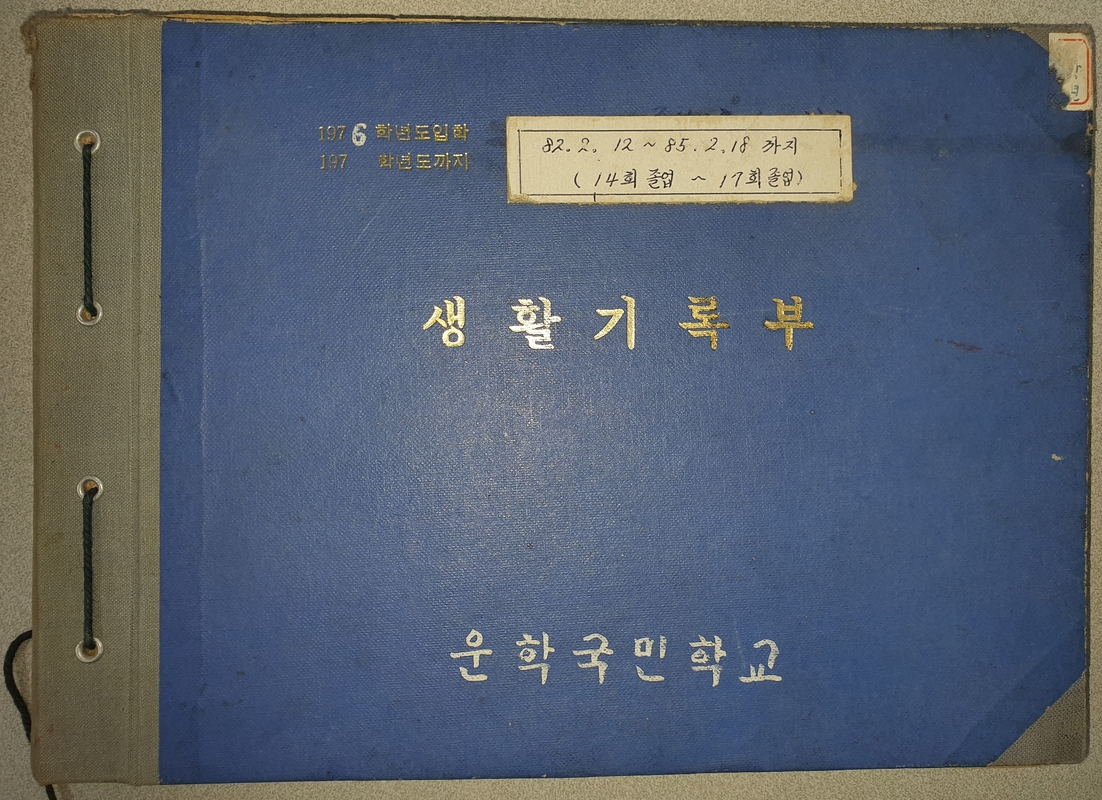 1976 학년도입학
197 학년도까지
82. 2. 12 ~ 85. 2. 18 까지
( 14회 졸엽 ~ 17회 졸엽)
생활기록부
운학국민학교